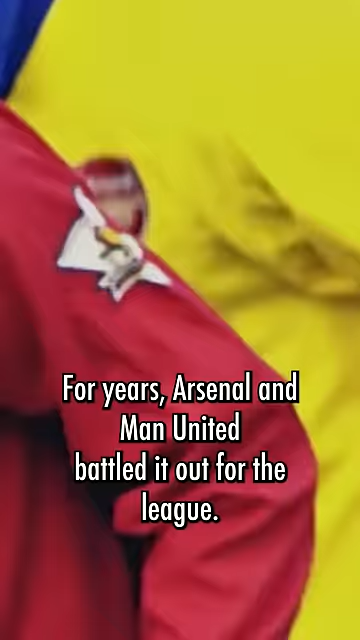 For years, Arsenal and
Man United
battled it out for the
league.